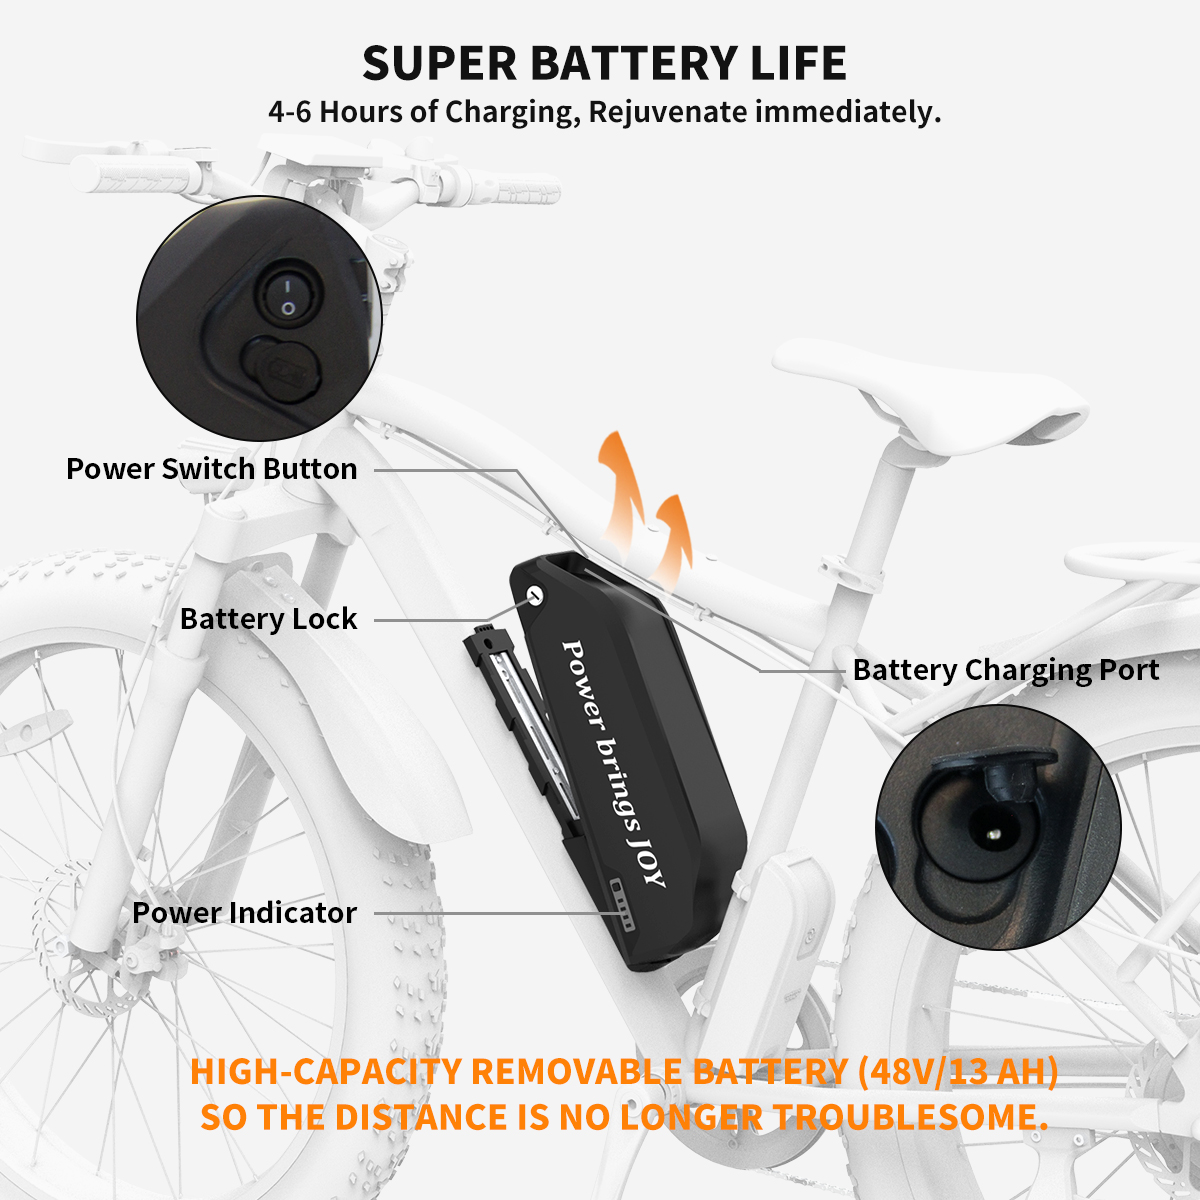 SUPER BATTERY LIFE
4-6 Hours of Charging, Rejuvenate immediately.
Power Switch Button
Battery Lock
Power brings JOY
Battery Charging Port
Power Indicator
HIGH-CAPACITY REMOVABLE BATTERY (48V/13 AH)
SO THE DISTANCE IS NO LONGER TROUBLESOME.